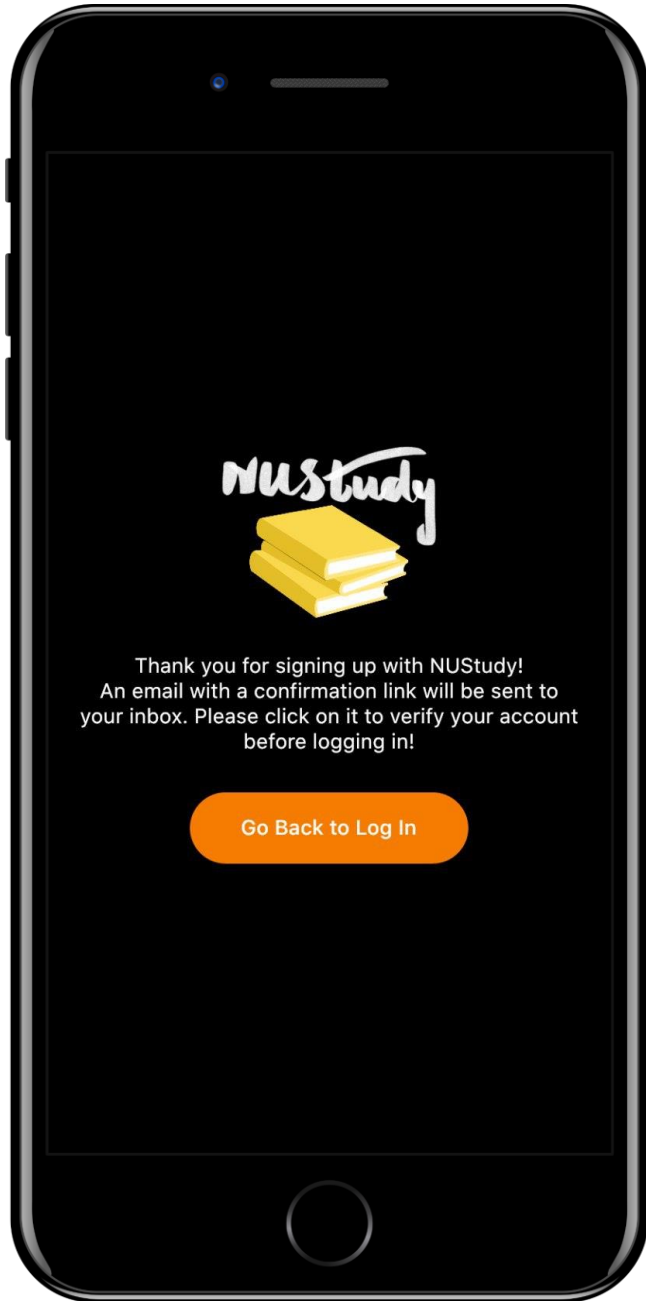 NUStudy
Thank you for signing up with NUStudy!
An email with a confirmation link will be sent to
your inbox. Please click on it to verify your account
before logging in!
Go Back to Log In